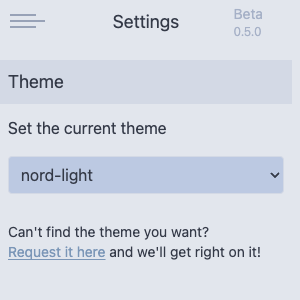 Settings
Beta
0.5.0
Theme
Set the current theme
nord-light
Can't find the theme you want?
Request it here and we'll get right on it!